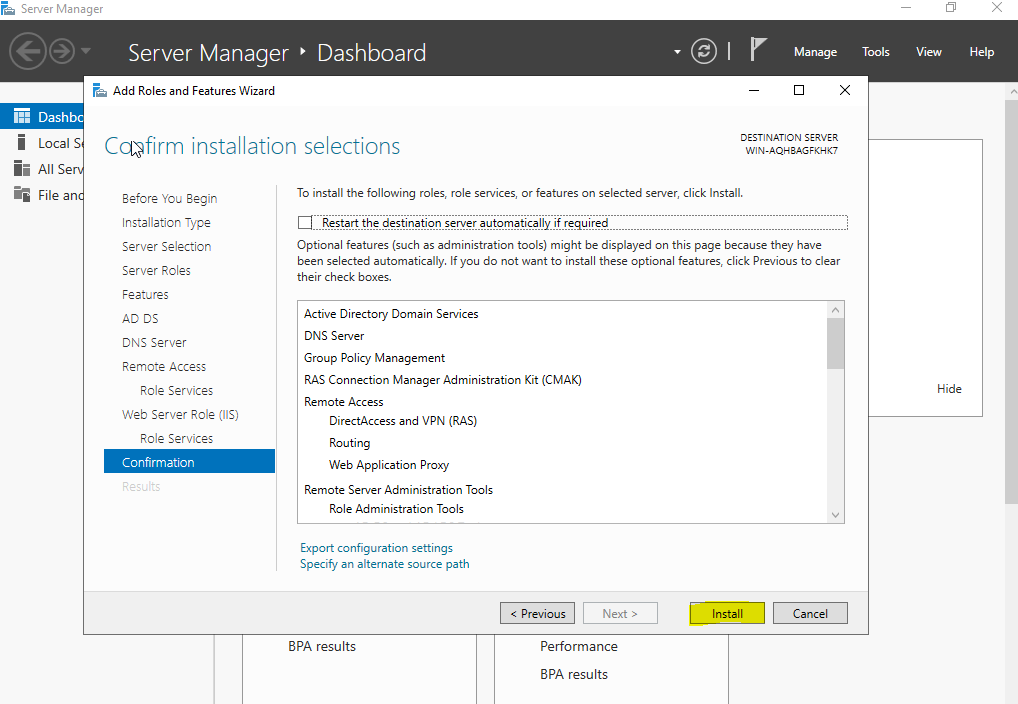 Server Manager
Server Manager ‣ Dashboard
Manage Tools View Help
Add Roles and Features Wizard
Dashbo
Local Se
All Serv
File and
Confirm installation selections
DESTINATION SERVER
WIN-AQHBAGFKHK7
Before You Begin
Installation Type
Server Selection
Server Roles
Features
AD DS
DNS Server
Remote Access
Role Services
Web Server Role (IIS)
Role Services
Confirmation
Results
To install the following roles, role services, or features on selected server, click Install.
Restart the destination server automatically if required
Optional features (such as administration tools) might be displayed on this page because they have
been selected automatically. If you do not want to install these optional features, click Previous to clear
their check boxes.
Active Directory Domain Services
DNS Server
Group Policy Management
RAS Connection Manager Administration Kit (CMAK)
Remote Access
DirectAccess and VPN (RAS)
Routing
Web Application Proxy
Remote Server Administration Tools
Role Administration Tools
Export configuration settings
Specify an alternate source path
Hide
< Previous Next > Install Cancel
BPA results
Performance
BPA results